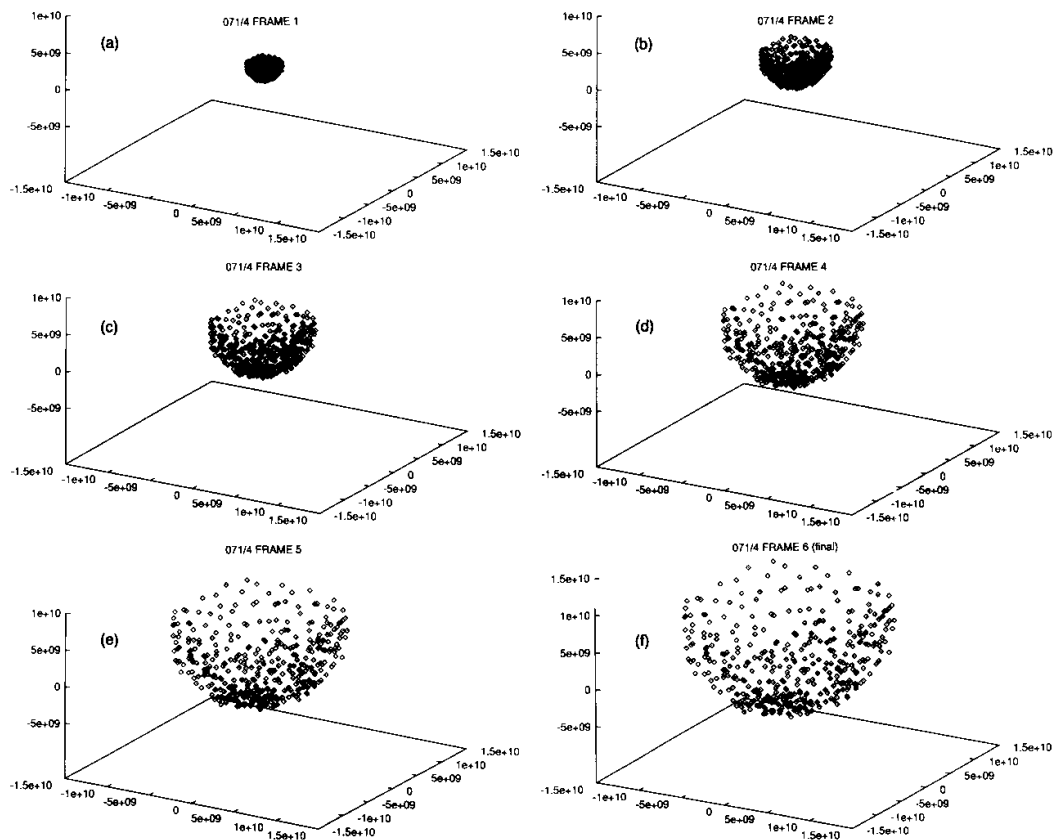 071/4 FRAME 1
(a)
1e+10
5e+09
0
-5e+09
-1.5e+10
-1e+10
-5e+09
0
5e+09
1e+10
1.5e+10
-1.5e+10
-1e+10
-5e+09
0
5e+09
1e+10
1.5e+10
071/4 FRAME 2
(b)
1e+10
5e+09
0
-5e+09
-1.5e+10
-1e+10
-5e+09
0
5e+09
1e+10
1.5e+10
-1.5e+10
-1e+10
-5e+09
0
5e+09
1e+10
1.5e+10
071/4 FRAME 3
(c)
1e+10
5e+09
0
-5e+09
-1.5e+10
-1e+10
-5e+09
0
5e+09
1e+10
1.5e+10
-1.5e+10
-1e+10
-5e+09
0
5e+09
1e+10
1.5e+10
071/4 FRAME 4
(d)
1e+10
5e+09
0
-5e+09
-1.5e+10
-1e+10
-5e+09
0
5e+09
1e+10
1.5e+10
-1.5e+10
-1e+10
-5e+09
0
5e+09
1e+10
1.5e+10
071/4 FRAME 5
(e)
1e+10
5e+09
0
-5e+09
-1.5e+10
-1e+10
-5e+09
0
5e+09
1e+10
1.5e+10
-1.5e+10
-1e+10
-5e+09
0
5e+09
1e+10
1.5e+10
071/4 FRAME 6 (final)
(f)
1.5e+10
1e+10
5e+09
0
-5e+09
-1.5e+10
-1e+10
-5e+09
0
5e+09
1e+10
1.5e+10
-1.5e+10
-1e+10
-5e+09
0
5e+09
1e+10
1.5e+10